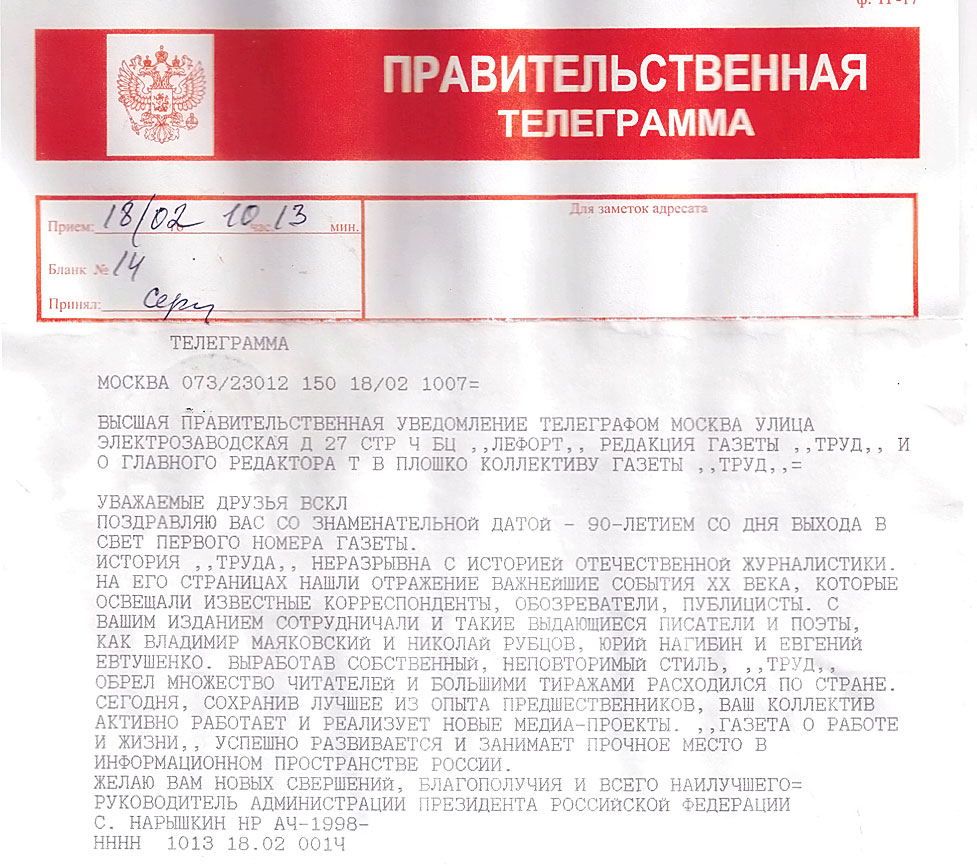 ф. ТГ-17
ПРАВИТЕЛЬСТВЕННАЯ
ТЕЛЕГРАММА
Прием: 18/02 10 час. 13 мин.
Для заметок адресата
Бланк № 14
Принял:
ТЕЛЕГРАММА
МОСКВА 073/23012 150 18/02 1007=
ВЫСШАЯ ПРАВИТЕЛЬСТВЕННАЯ УВЕДОМЛЕНИЕ ТЕЛЕГРАФОМ МОСКВА УЛИЦА
ЭЛЕКТРОЗАВОДСКАЯ Д 27 СТР Ч БЦ ,,ЛЕФОРТ,, РЕДАКЦИЯ ГАЗЕТЫ ,,ТРУД,, И
О ГЛАВНОГО РЕДАКТОРА Т В ПЛОШКО КОЛЛЕКТИВУ ГАЗЕТЫ ,,ТРУД,,=
УВАЖАЕМЫЕ ДРУЗЬЯ ВСКЛ
ПОЗДРАВЛЯЮ ВАС СО ЗНАМЕНАТЕЛЬНОЙ ДАТОЙ - 90-ЛЕТИЕМ СО ДНЯ ВЫХОДА В
СВЕТ ПЕРВОГО НОМЕРА ГАЗЕТЫ.
ИСТОРИЯ ,,ТРУДА,, НЕРАЗРЫВНА С ИСТОРИЕЙ ОТЕЧЕСТВЕННОЙ ЖУРНАЛИСТИКИ.
НА ЕГО СТРАНИЦАХ НАШЛИ ОТРАЖЕНИЕ ВАЖНЕЙШИЕ СОБЫТИЯ ХХ ВЕКА, КОТОРЫЕ
ОСВЕЩАЛИ ИЗВЕСТНЫЕ КОРРЕСПОНДЕНТЫ, ОБОЗРЕВАТЕЛИ, ПУБЛИЦИСТЫ. С
ВАШИМ ИЗДАНИЕМ СОТРУДНИЧАЛИ И ТАКИЕ ВЫДАЮЩИЕСЯ ПИСАТЕЛИ И ПОЭТЫ,
КАК ВЛАДИМИР МАЯКОВСКИЙ И НИКОЛАЙ РУБЦОВ, ЮРИЙ НАГИБИН И ЕВГЕНИЙ
ЕВТУШЕНКО. ВЫРАБОТАВ СОБСТВЕННЫЙ, НЕПОВТОРИМЫЙ СТИЛЬ, ,,ТРУД,,
ОБРЕЛ МНОЖЕСТВО ЧИТАТЕЛЕЙ И БОЛЬШИМИ ТИРАЖАМИ РАСХОДИЛСЯ ПО СТРАНЕ.
СЕГОДНЯ, СОХРАНИВ ЛУЧШЕЕ ИЗ ОПЫТА ПРЕДШЕСТВЕННИКОВ, ВАШ КОЛЛЕКТИВ
АКТИВНО РАБОТАЕТ И РЕАЛИЗУЕТ НОВЫЕ МЕДИА-ПРОЕКТЫ. ,,ГАЗЕТА О РАБОТЕ
И ЖИЗНИ,, УСПЕШНО РАЗВИВАЕТСЯ И ЗАНИМАЕТ ПРОЧНОЕ МЕСТО В
ИНФОРМАЦИОННОМ ПРОСТРАНСТВЕ РОССИИ.
ЖЕЛАЮ ВАМ НОВЫХ СВЕРШЕНИЙ, БЛАГОПОЛУЧИЯ И ВСЕГО НАИЛУЧШЕГО=
РУКОВОДИТЕЛЬ АДМИНИСТРАЦИИ ПРЕЗИДЕНТА РОССИЙСКОЙ ФЕДЕРАЦИИ
С. НАРЫШКИН НР АЧ-1998-
НННН 1013 18.02 001Ч